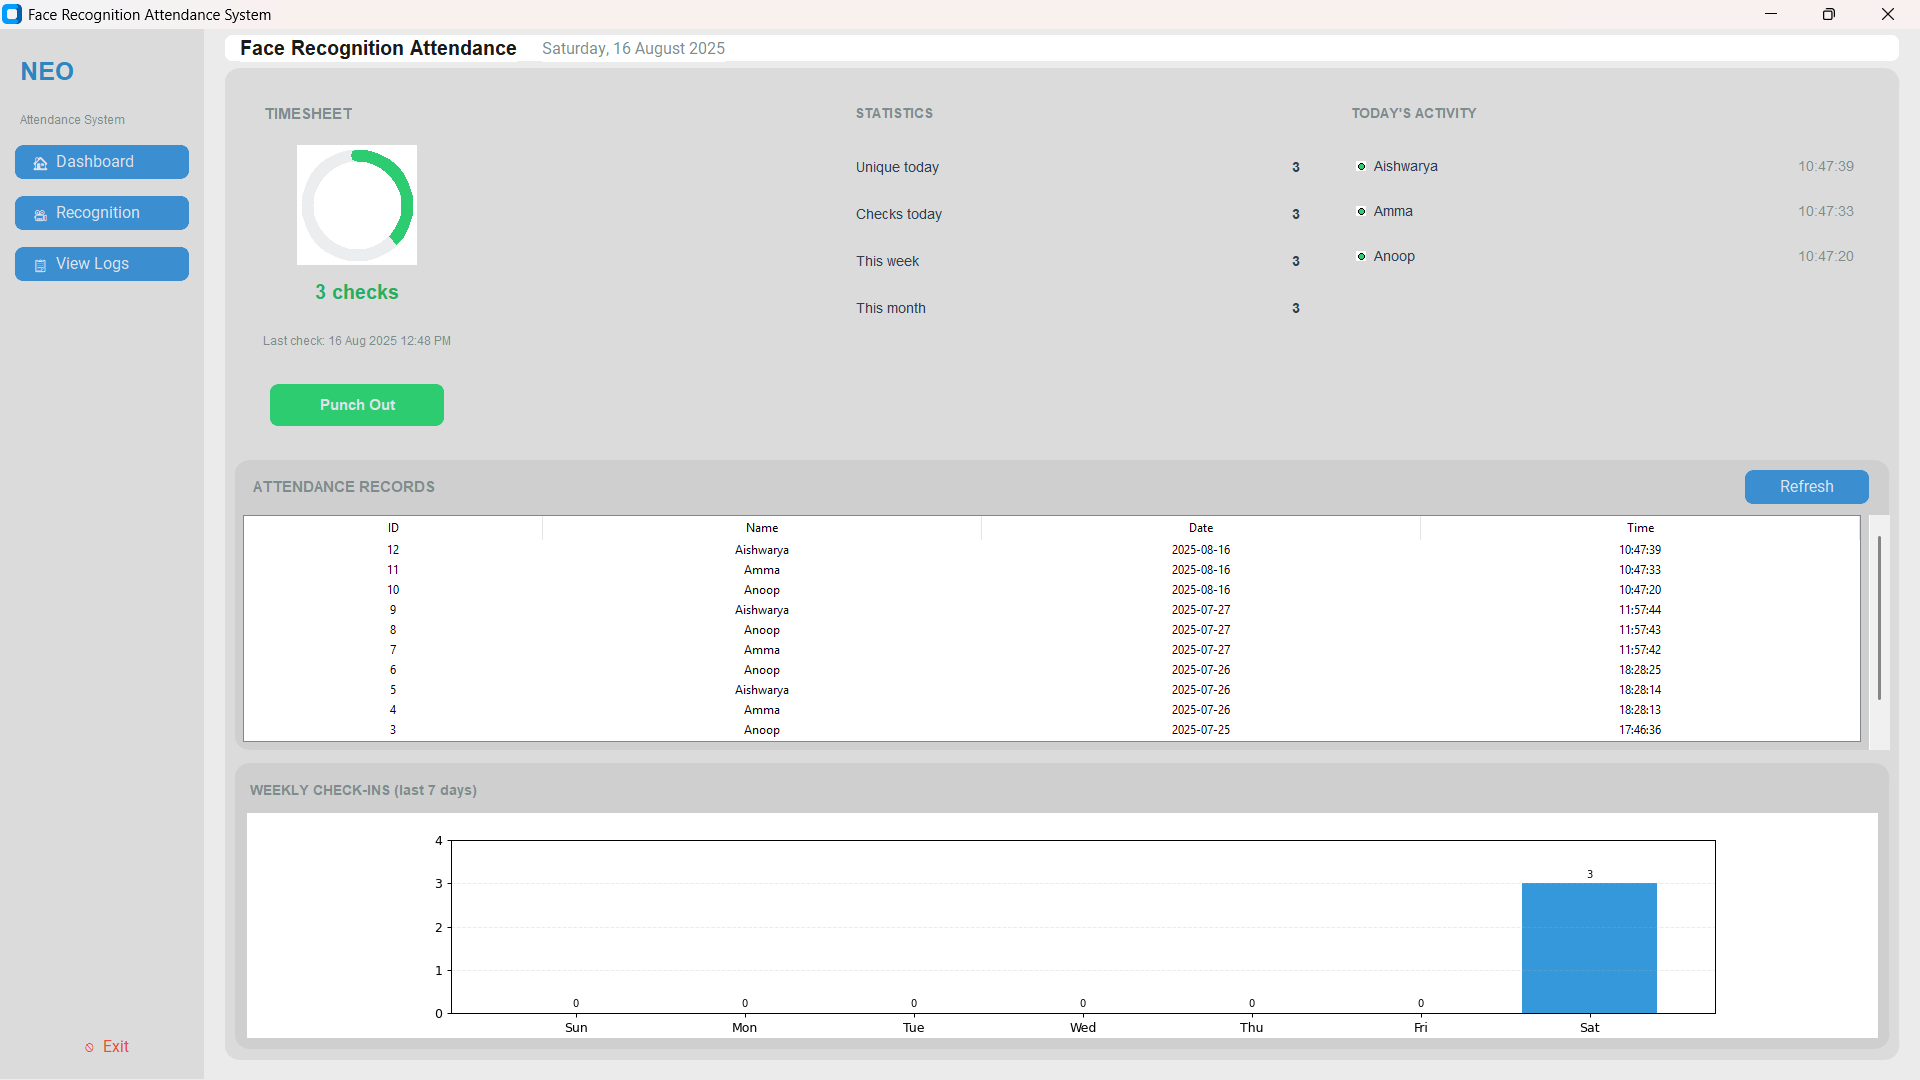 Face Recognition Attendance System
NEO
Attendance System
Dashboard
Recognition
View Logs
Exit
Face Recognition Attendance Saturday, 16 August 2025
TIMESHEET
3 checks
Last check: 16 Aug 2025 12:48 PM
Punch Out
STATISTICS
Unique today 3
Checks today 3
This week 3
This month 3
TODAY'S ACTIVITY
Aishwarya 10:47:39
Amma 10:47:33
Anoop 10:47:20
ATTENDANCE RECORDS
Refresh
ID Name Date Time
12 Aishwarya 2025-08-16 10:47:39
11 Amma 2025-08-16 10:47:33
10 Anoop 2025-08-16 10:47:20
9 Aishwarya 2025-07-27 11:57:44
8 Anoop 2025-07-27 11:57:43
7 Amma 2025-07-27 11:57:42
6 Anoop 2025-07-26 18:28:25
5 Aishwarya 2025-07-26 18:28:14
4 Amma 2025-07-26 18:28:13
3 Anoop 2025-07-25 17:46:36
WEEKLY CHECK-INS (last 7 days)
4
3
2
1
0
0 0 0 0 0 0 3
Sun Mon Tue Wed Thu Fri Sat